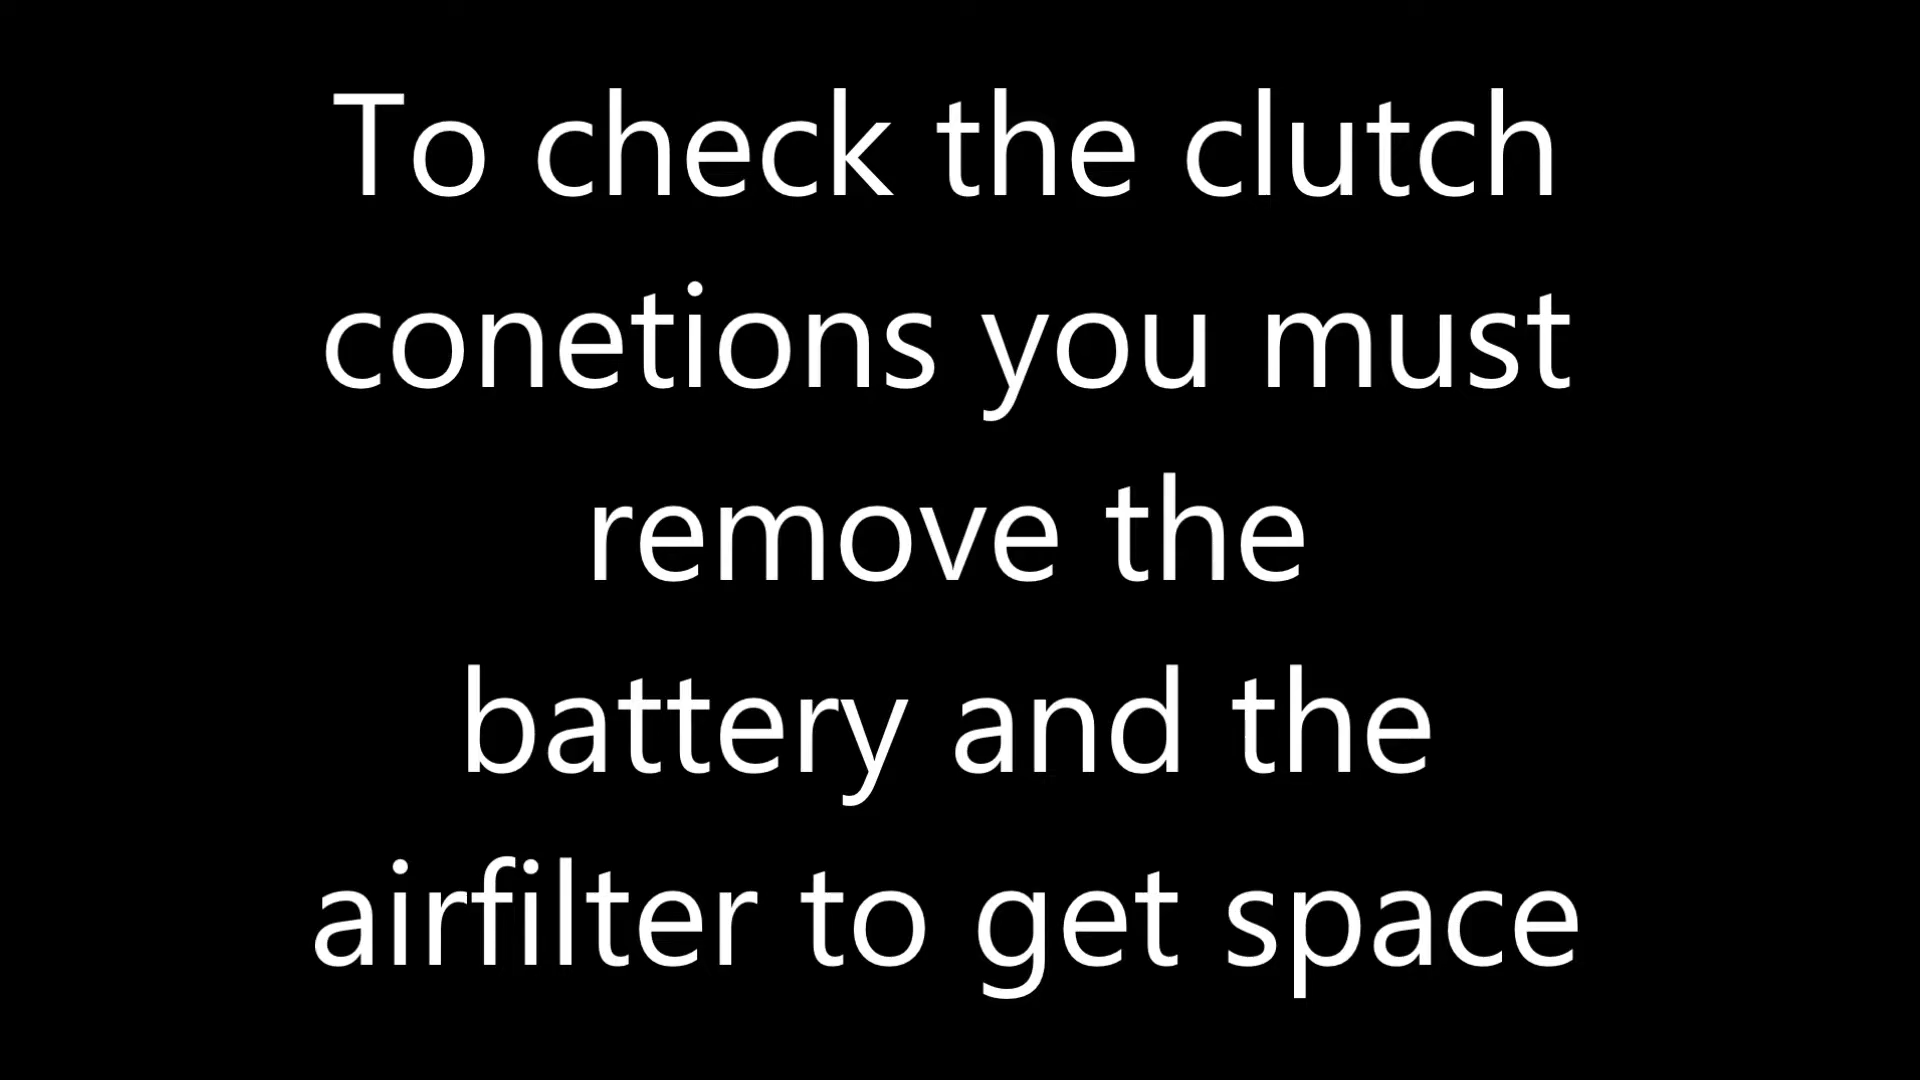 To check the clutch
conetions you must
remove the
battery and the
airfilter to get space